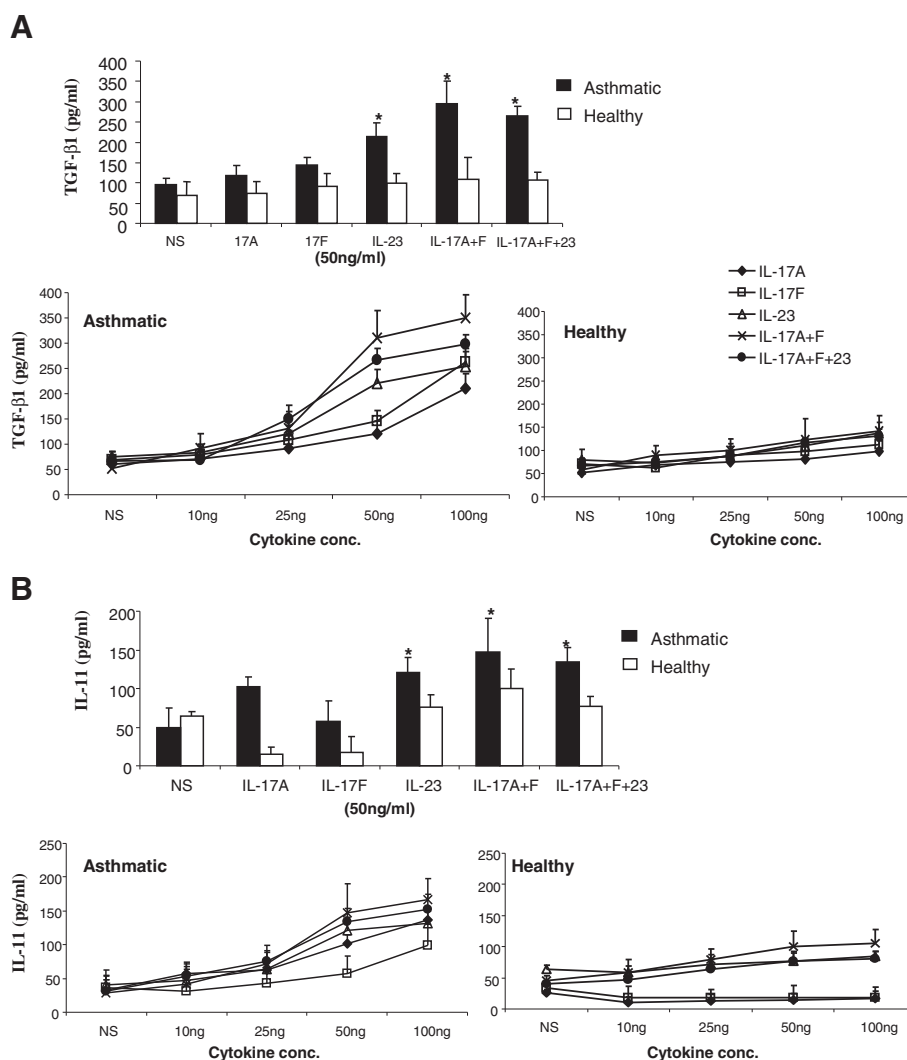 A
TGF-β1 (pg/ml)
400
350
300
250
200
150
100
50
0
* * *
Asmathic
Healthy
NS 17A 17F IL-23 IL-17A+F IL-17A+F+23
(50ng/ml)
TGF-β1 (pg/ml)
400
350
300
250
200
150
100
50
0
Asthmatic
NS 10ng 25ng 50ng 100ng
Cytokine conc.
IL-17A
IL-17F
IL-23
IL-17A+F
IL-17A+F+23
Healthy
400
350
300
250
200
150
100
50
0
NS 10ng 25ng 50ng 100ng
Cytokine conc.
B
IL-11 (pg/ml)
200
150
100
50
0
* * *
Asthmatic
Healthy
NS IL-17A IL-17F IL-23 IL-17A+F IL-17A+F+23
(50ng/ml)
IL-11 (pg/ml)
250
200
150
100
50
0
Asthmatic
NS 10ng 25ng 50ng 100ng
Cytokine conc.
250
200
150
100
50
0
Healthy
NS 10ng 25ng 50ng 100ng
Cytokine conc.